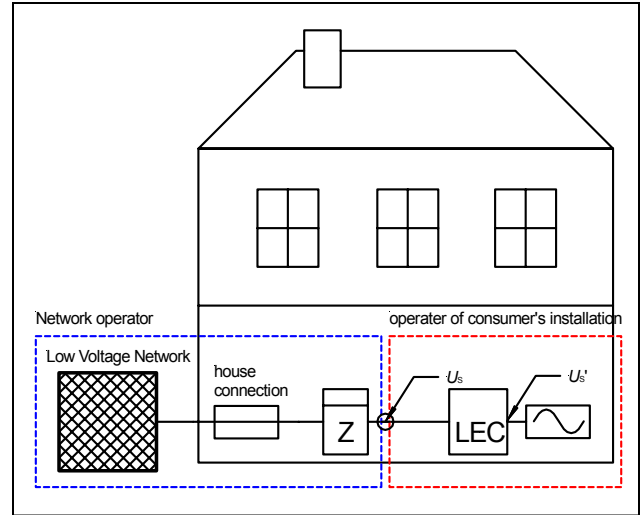 Network operator
operater of consumer's installation
Low Voltage Network
house
connection
Us
Us'
Z
LEC